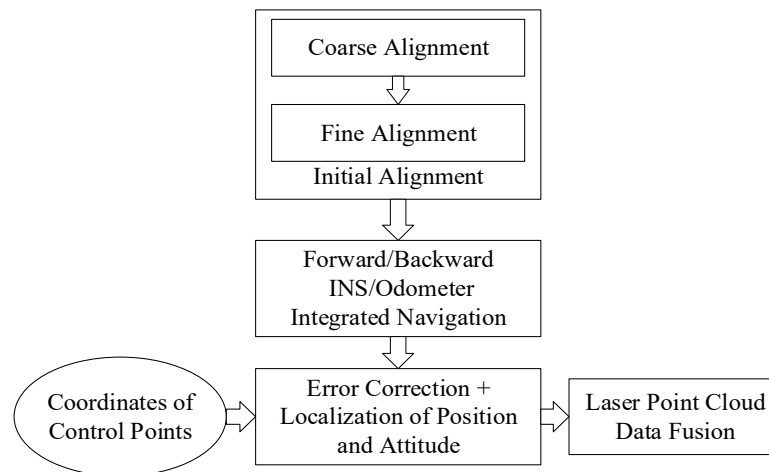 Coarse Alignment
Fine Alignment
Initial Alignment
Forward/Backward
INS/Odometer
Integrated Navigation
Coordinates of
Control Points
Error Correction +
Localization of Position
and Attitude
Laser Point Cloud
Data Fusion